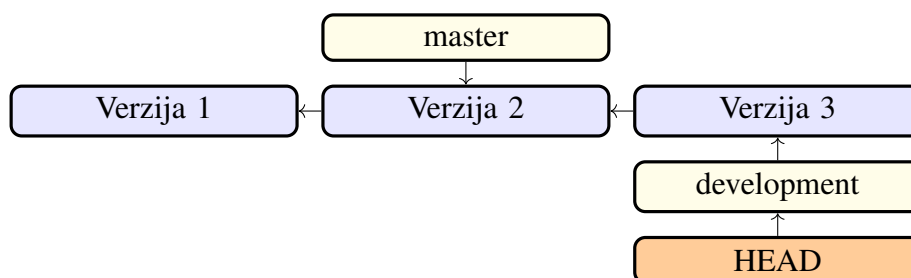 master
Verzija 1
Verzija 2
Verzija 3
development
HEAD